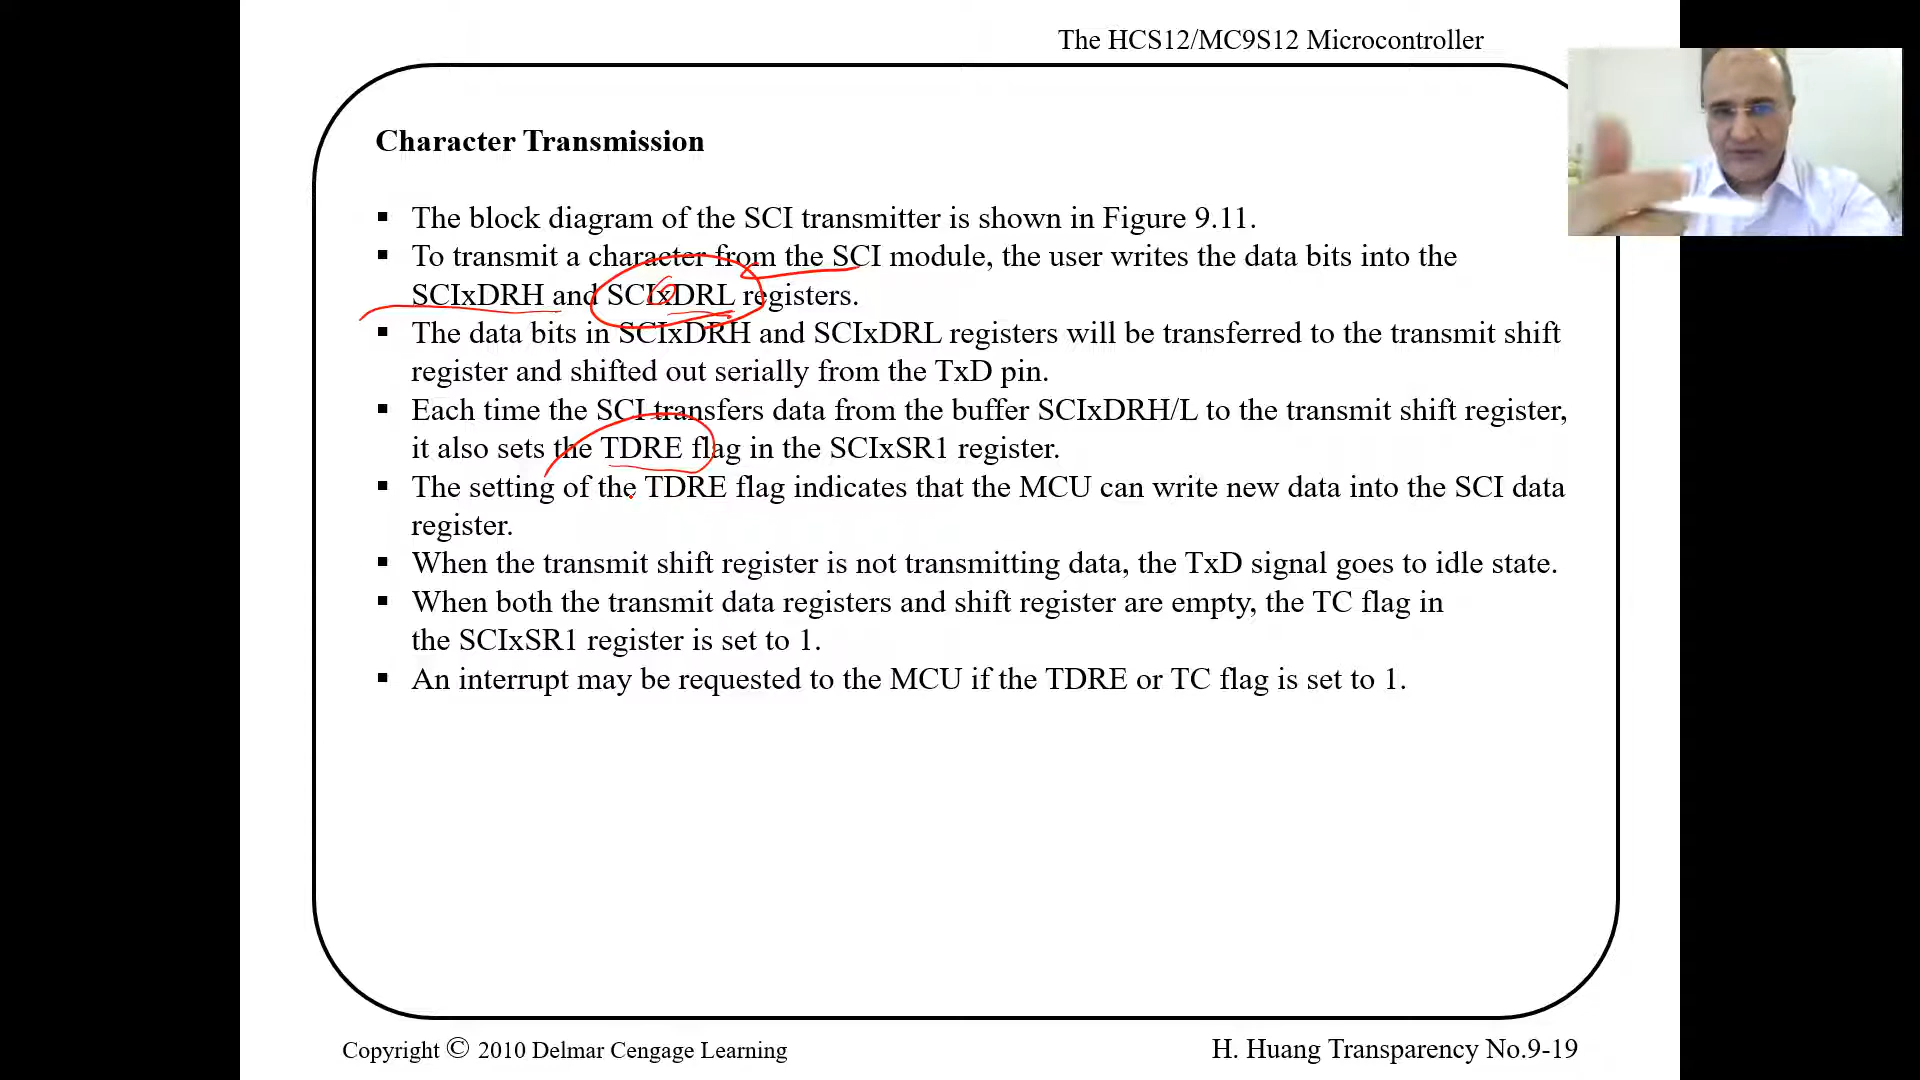 The HCS12/MC9S12 Microcontroller
Character Transmission
▪ The block diagram of the SCI transmitter is shown in Figure 9.11.
▪ To transmit a character from the SCI module, the user writes the data bits into the
SCIxDRH and SCIxDRL registers.
▪ The data bits in SCIxDRH and SCIxDRL registers will be transferred to the transmit shift
register and shifted out serially from the TxD pin.
▪ Each time the SCI transfers data from the buffer SCIxDRH/L to the transmit shift register,
it also sets the TDRE flag in the SCIxSR1 register.
▪ The setting of the TDRE flag indicates that the MCU can write new data into the SCI data
register.
▪ When the transmit shift register is not transmitting data, the TxD signal goes to idle state.
▪ When both the transmit data registers and shift register are empty, the TC flag in
the SCIxSR1 register is set to 1.
▪ An interrupt may be requested to the MCU if the TDRE or TC flag is set to 1.
Copyright © 2010 Delmar Cengage Learning
H. Huang Transparency No.9-19